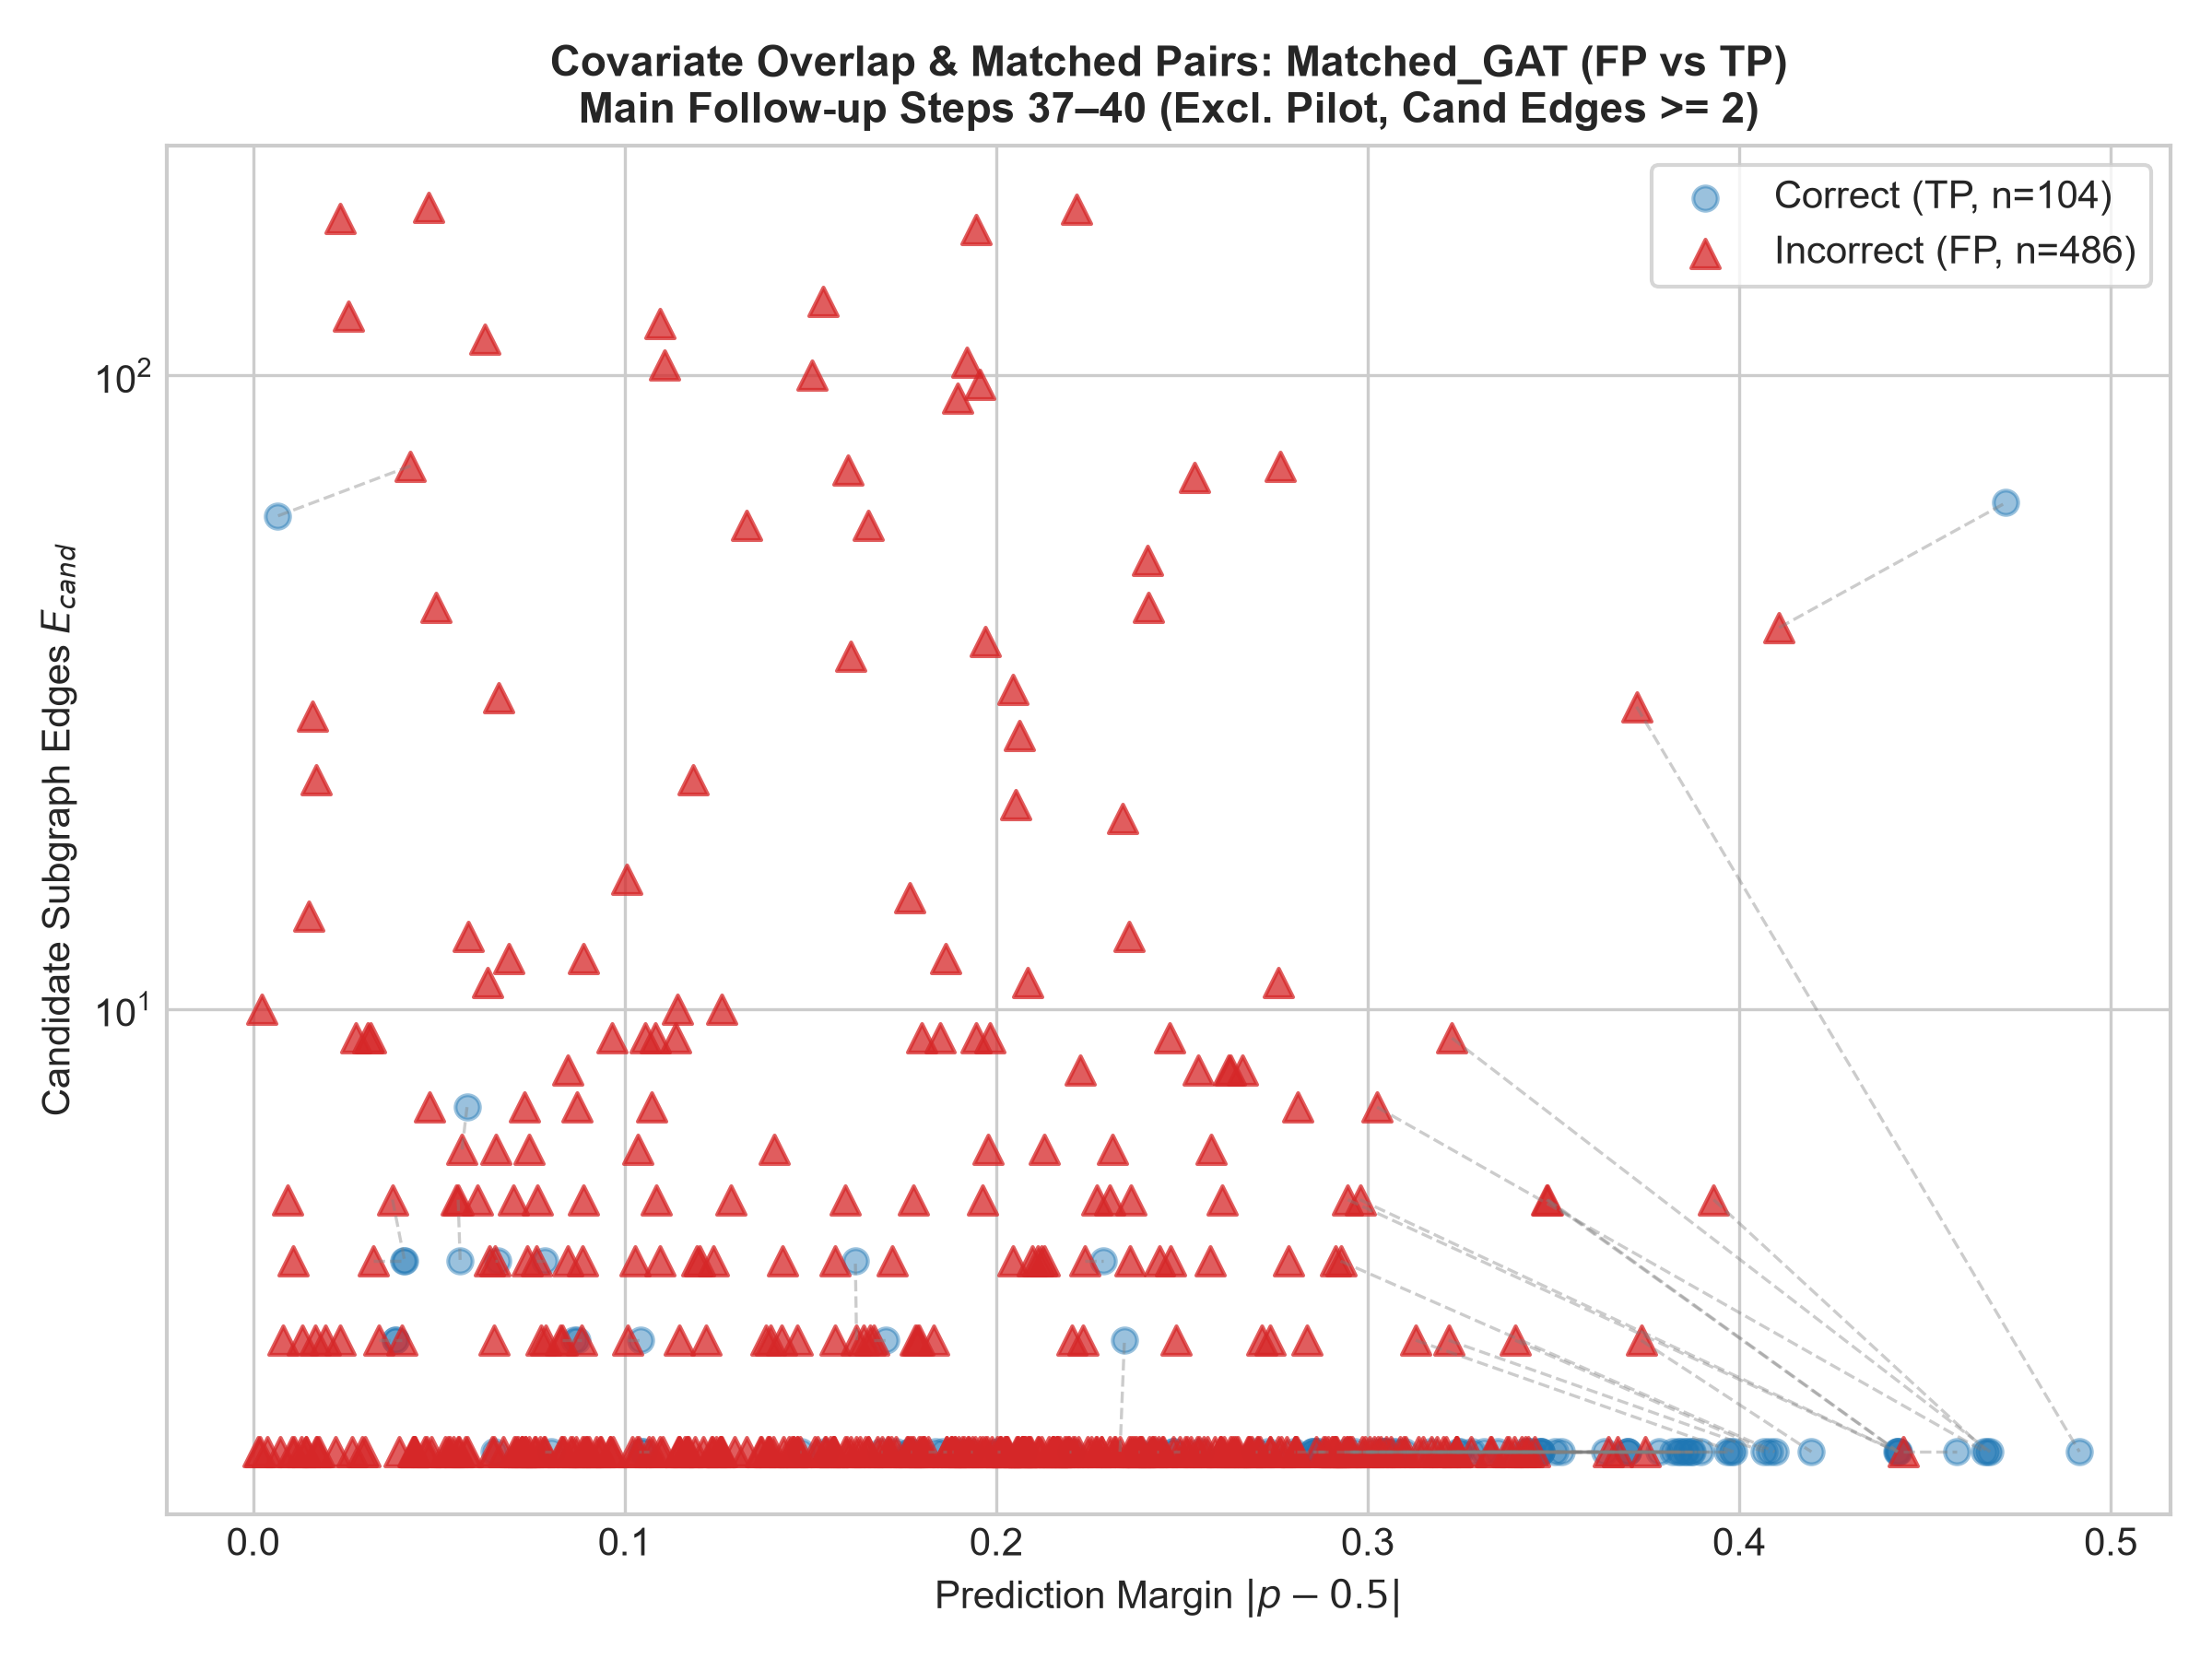 Covariate Overlap & Matched Pairs: Matched_GAT (FP vs TP)
Main Follow-up Steps 37–40 (Excl. Pilot, Cand Edges >= 2)
Correct (TP, n=104)
Incorrect (FP, n=486)
Candidate Subgraph Edges E_cand
10²
10¹
0.0 0.1 0.2 0.3 0.4 0.5
Prediction Margin |p − 0.5|